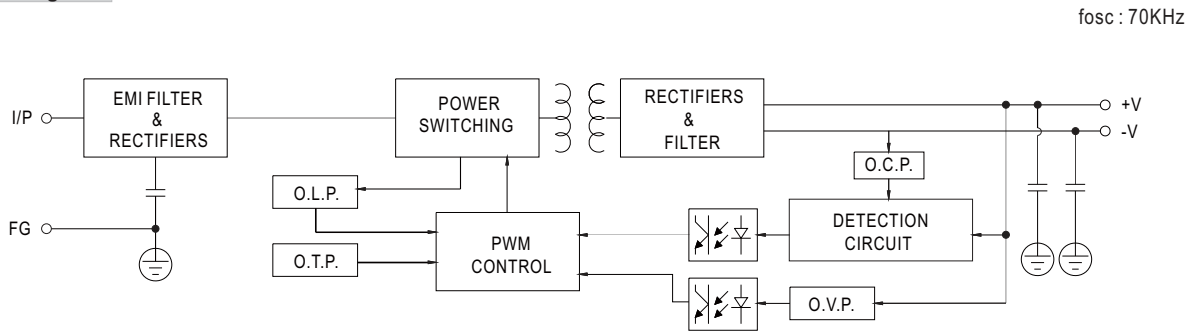 fosc : 70KHz
I/P
EMI FILTER
&
RECTIFIERS
POWER
SWITCHING
RECTIFIERS
&
FILTER
+V
-V
O.C.P.
O.L.P.
DETECTION
CIRCUIT
FG
PWM
CONTROL
O.T.P.
O.V.P.